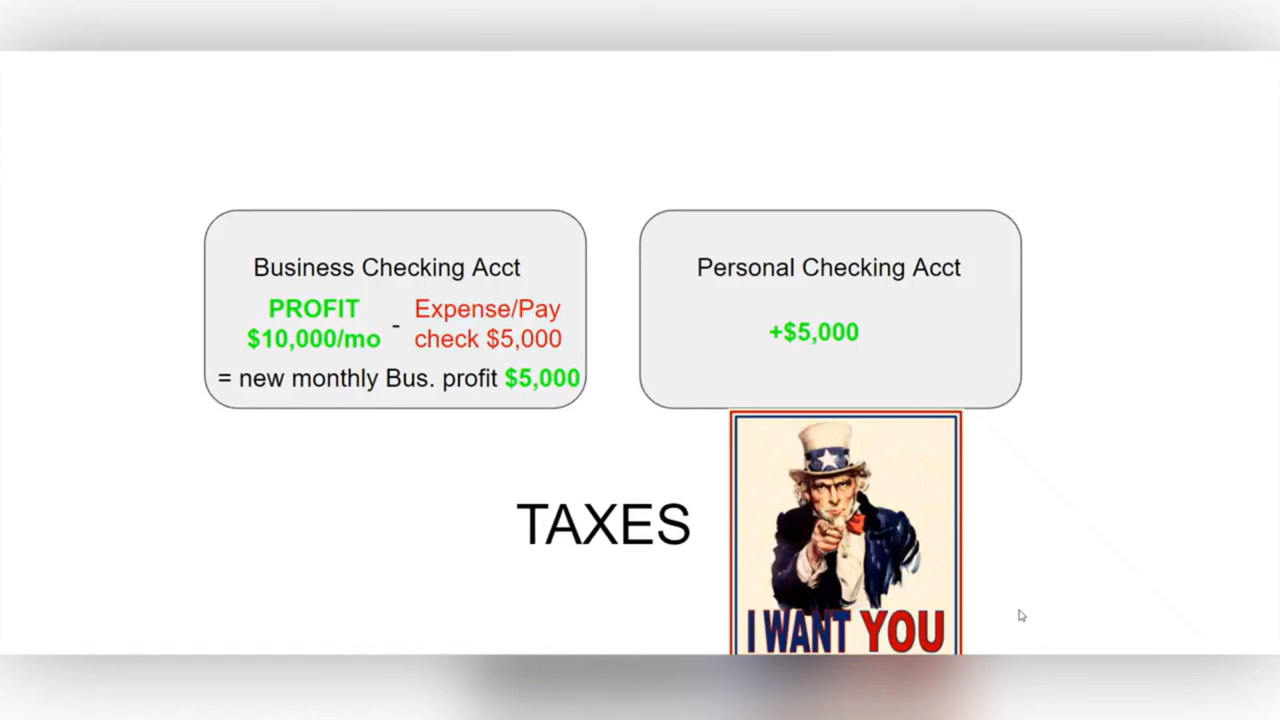 Business Checking Acct
PROFIT
$10,000/mo
-
Expense/Pay
check $5,000
= new monthly Bus. profit $5,000
Personal Checking Acct
+$5,000
TAXES
I WANT YOU